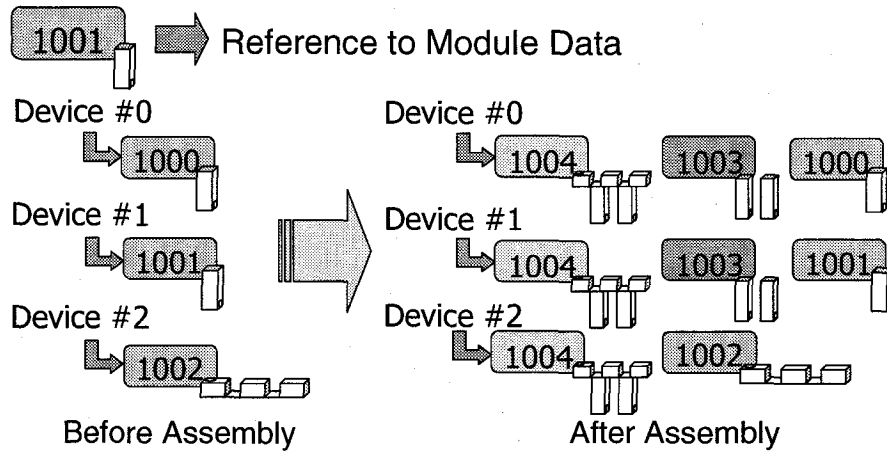 1001 Reference to Module Data
Device #0 Device #0
1000 1004 1003 1000
Device #1 Device #1
1001 1004 1003 1001
Device #2 Device #2
1002 1004 1002
Before Assembly After Assembly